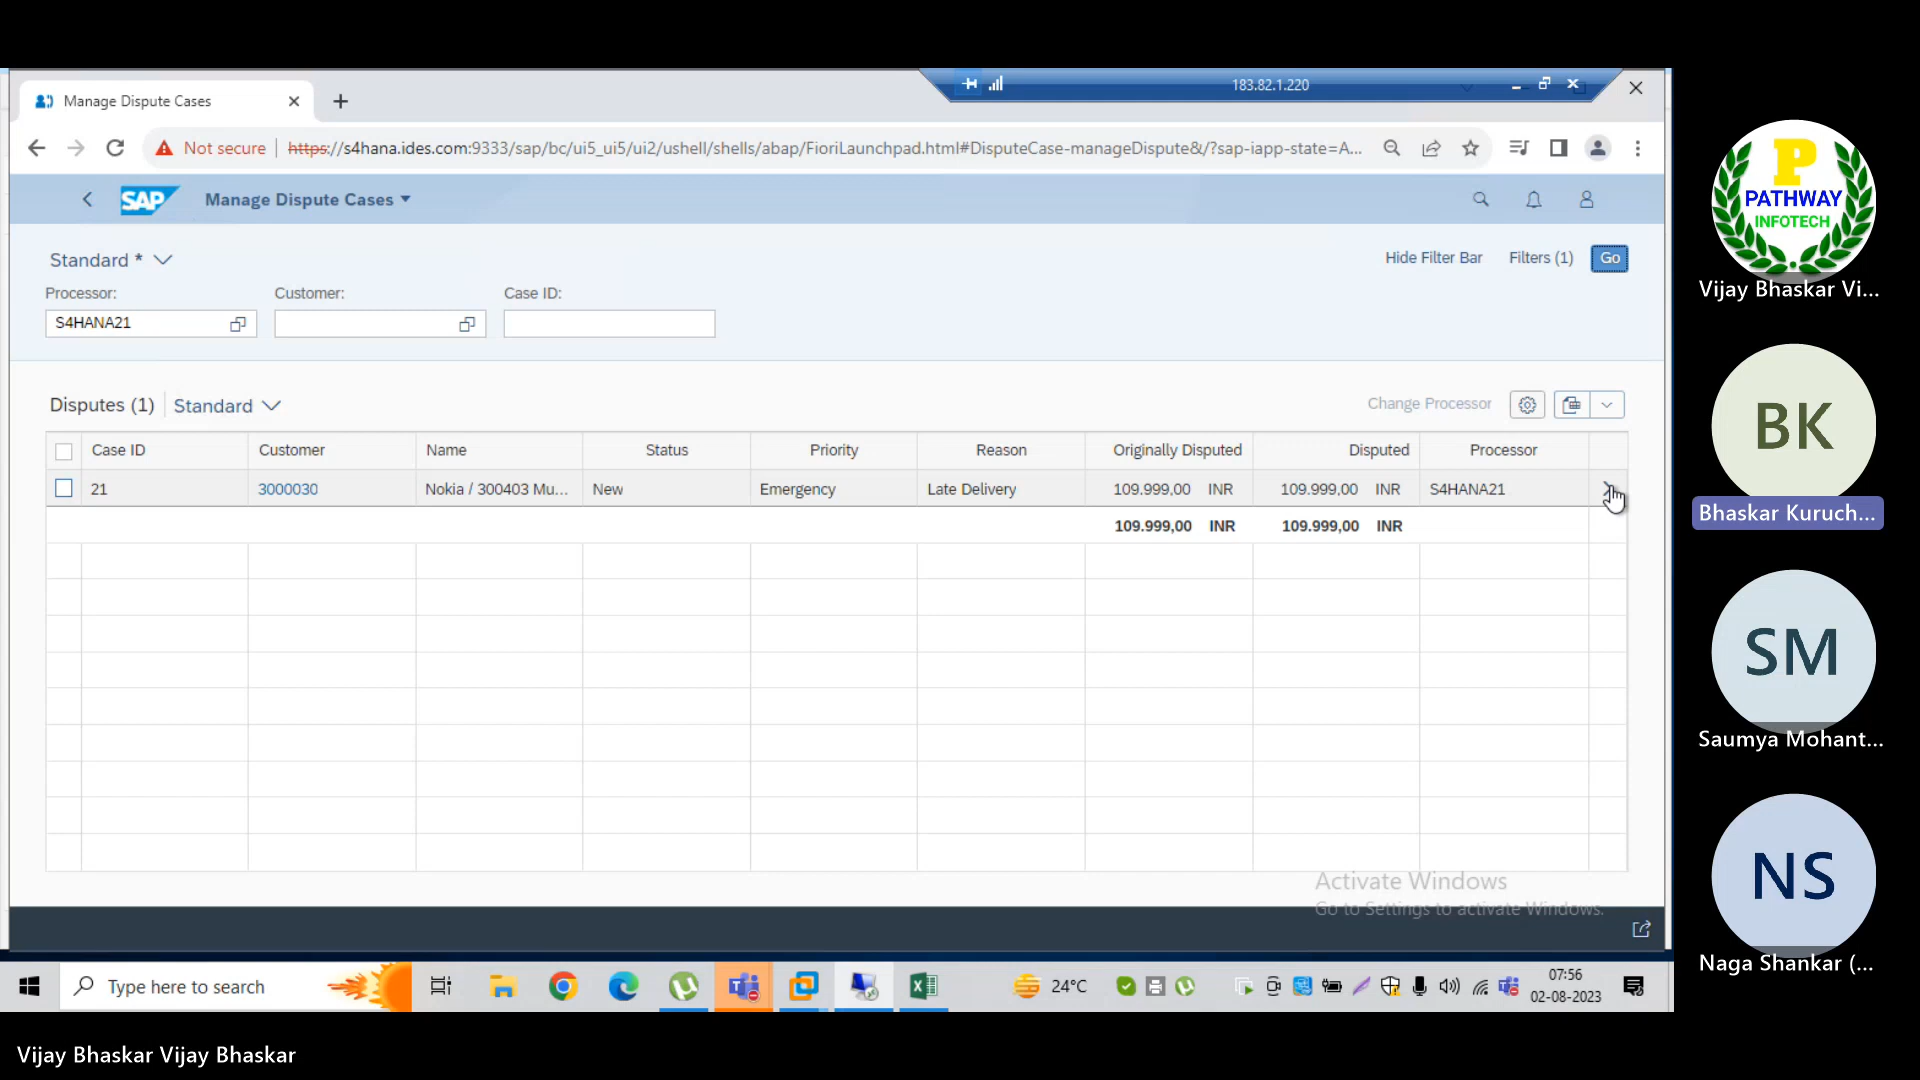 Manage Dispute Cases
183.82.1.220
Not secure
https://s4hana.ides.com:9333/sap/bc/ui5_ui5/ui2/ushell/shells/abap/FioriLaunchpad.html#DisputeCase-manageDispute&/?sap-iapp-state=A...
SAP
Manage Dispute Cases
Standard *
Hide Filter Bar
Filters (1)
Go
Processor:
Customer:
Case ID:
S4HANA21
Disputes (1)
Standard
Change Processor
Case ID Customer Name Status Priority Reason Originally Disputed Disputed Processor
21 3000030 Nokia / 300403 Mu... New Emergency Late Delivery 109.999,00 INR 109.999,00 INR S4HANA21
109.999,00 INR 109.999,00 INR
Activate Windows
Go to Settings to activate Windows.
Type here to search
24°C
07:56
02-08-2023
P
PATHWAY
INFOTECH
Vijay Bhaskar Vi...
BK
Bhaskar Kuruch...
SM
Saumya Mohant...
NS
Naga Shankar (...
Vijay Bhaskar Vijay Bhaskar